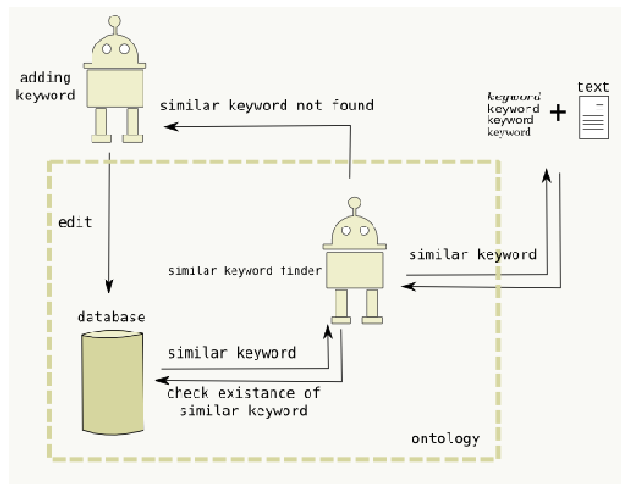 adding
keyword
similar keyword not found
keyword
keyword
keyword
keyword
+
text
edit
similar keyword finder
similar keyword
database
similar keyword
check existance of
similar keyword
ontology